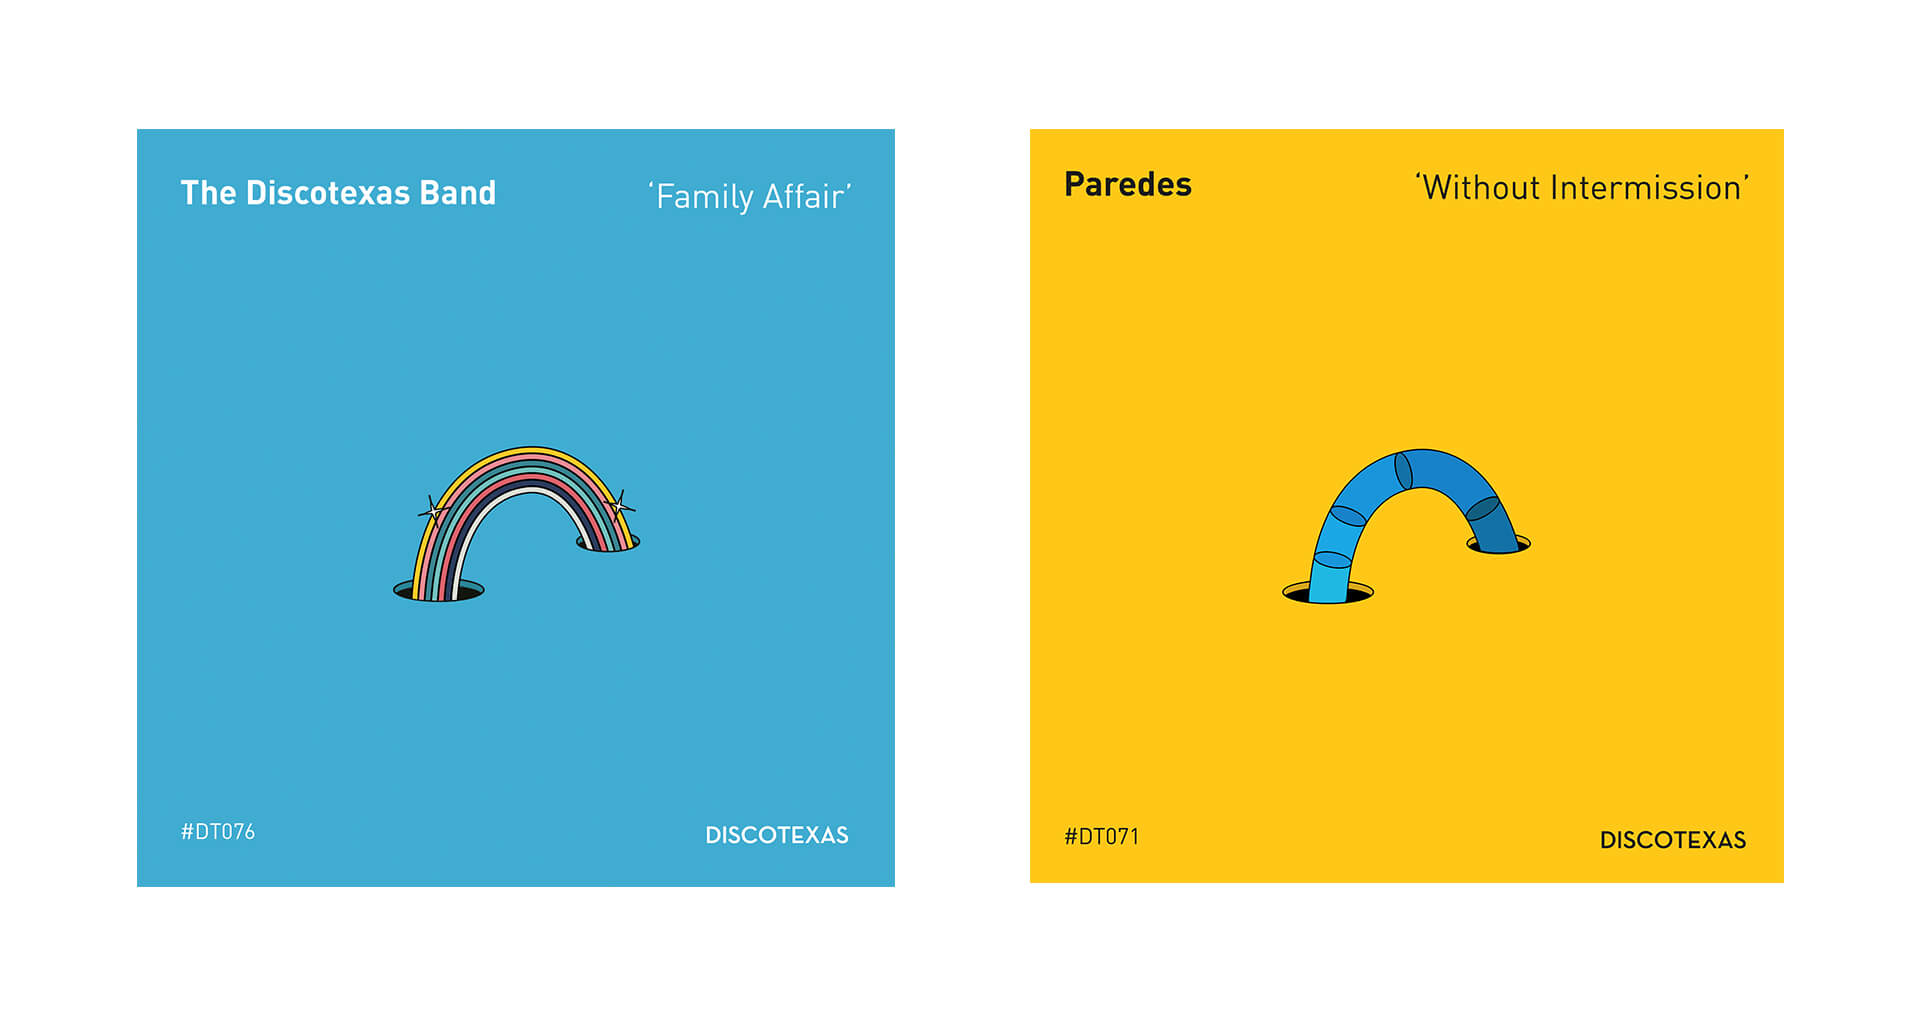 The Discotexas Band
‘Family Affair’
#DT076
DISCOTEXAS
Paredes
‘Without Intermission’
#DT071
DISCOTEXAS